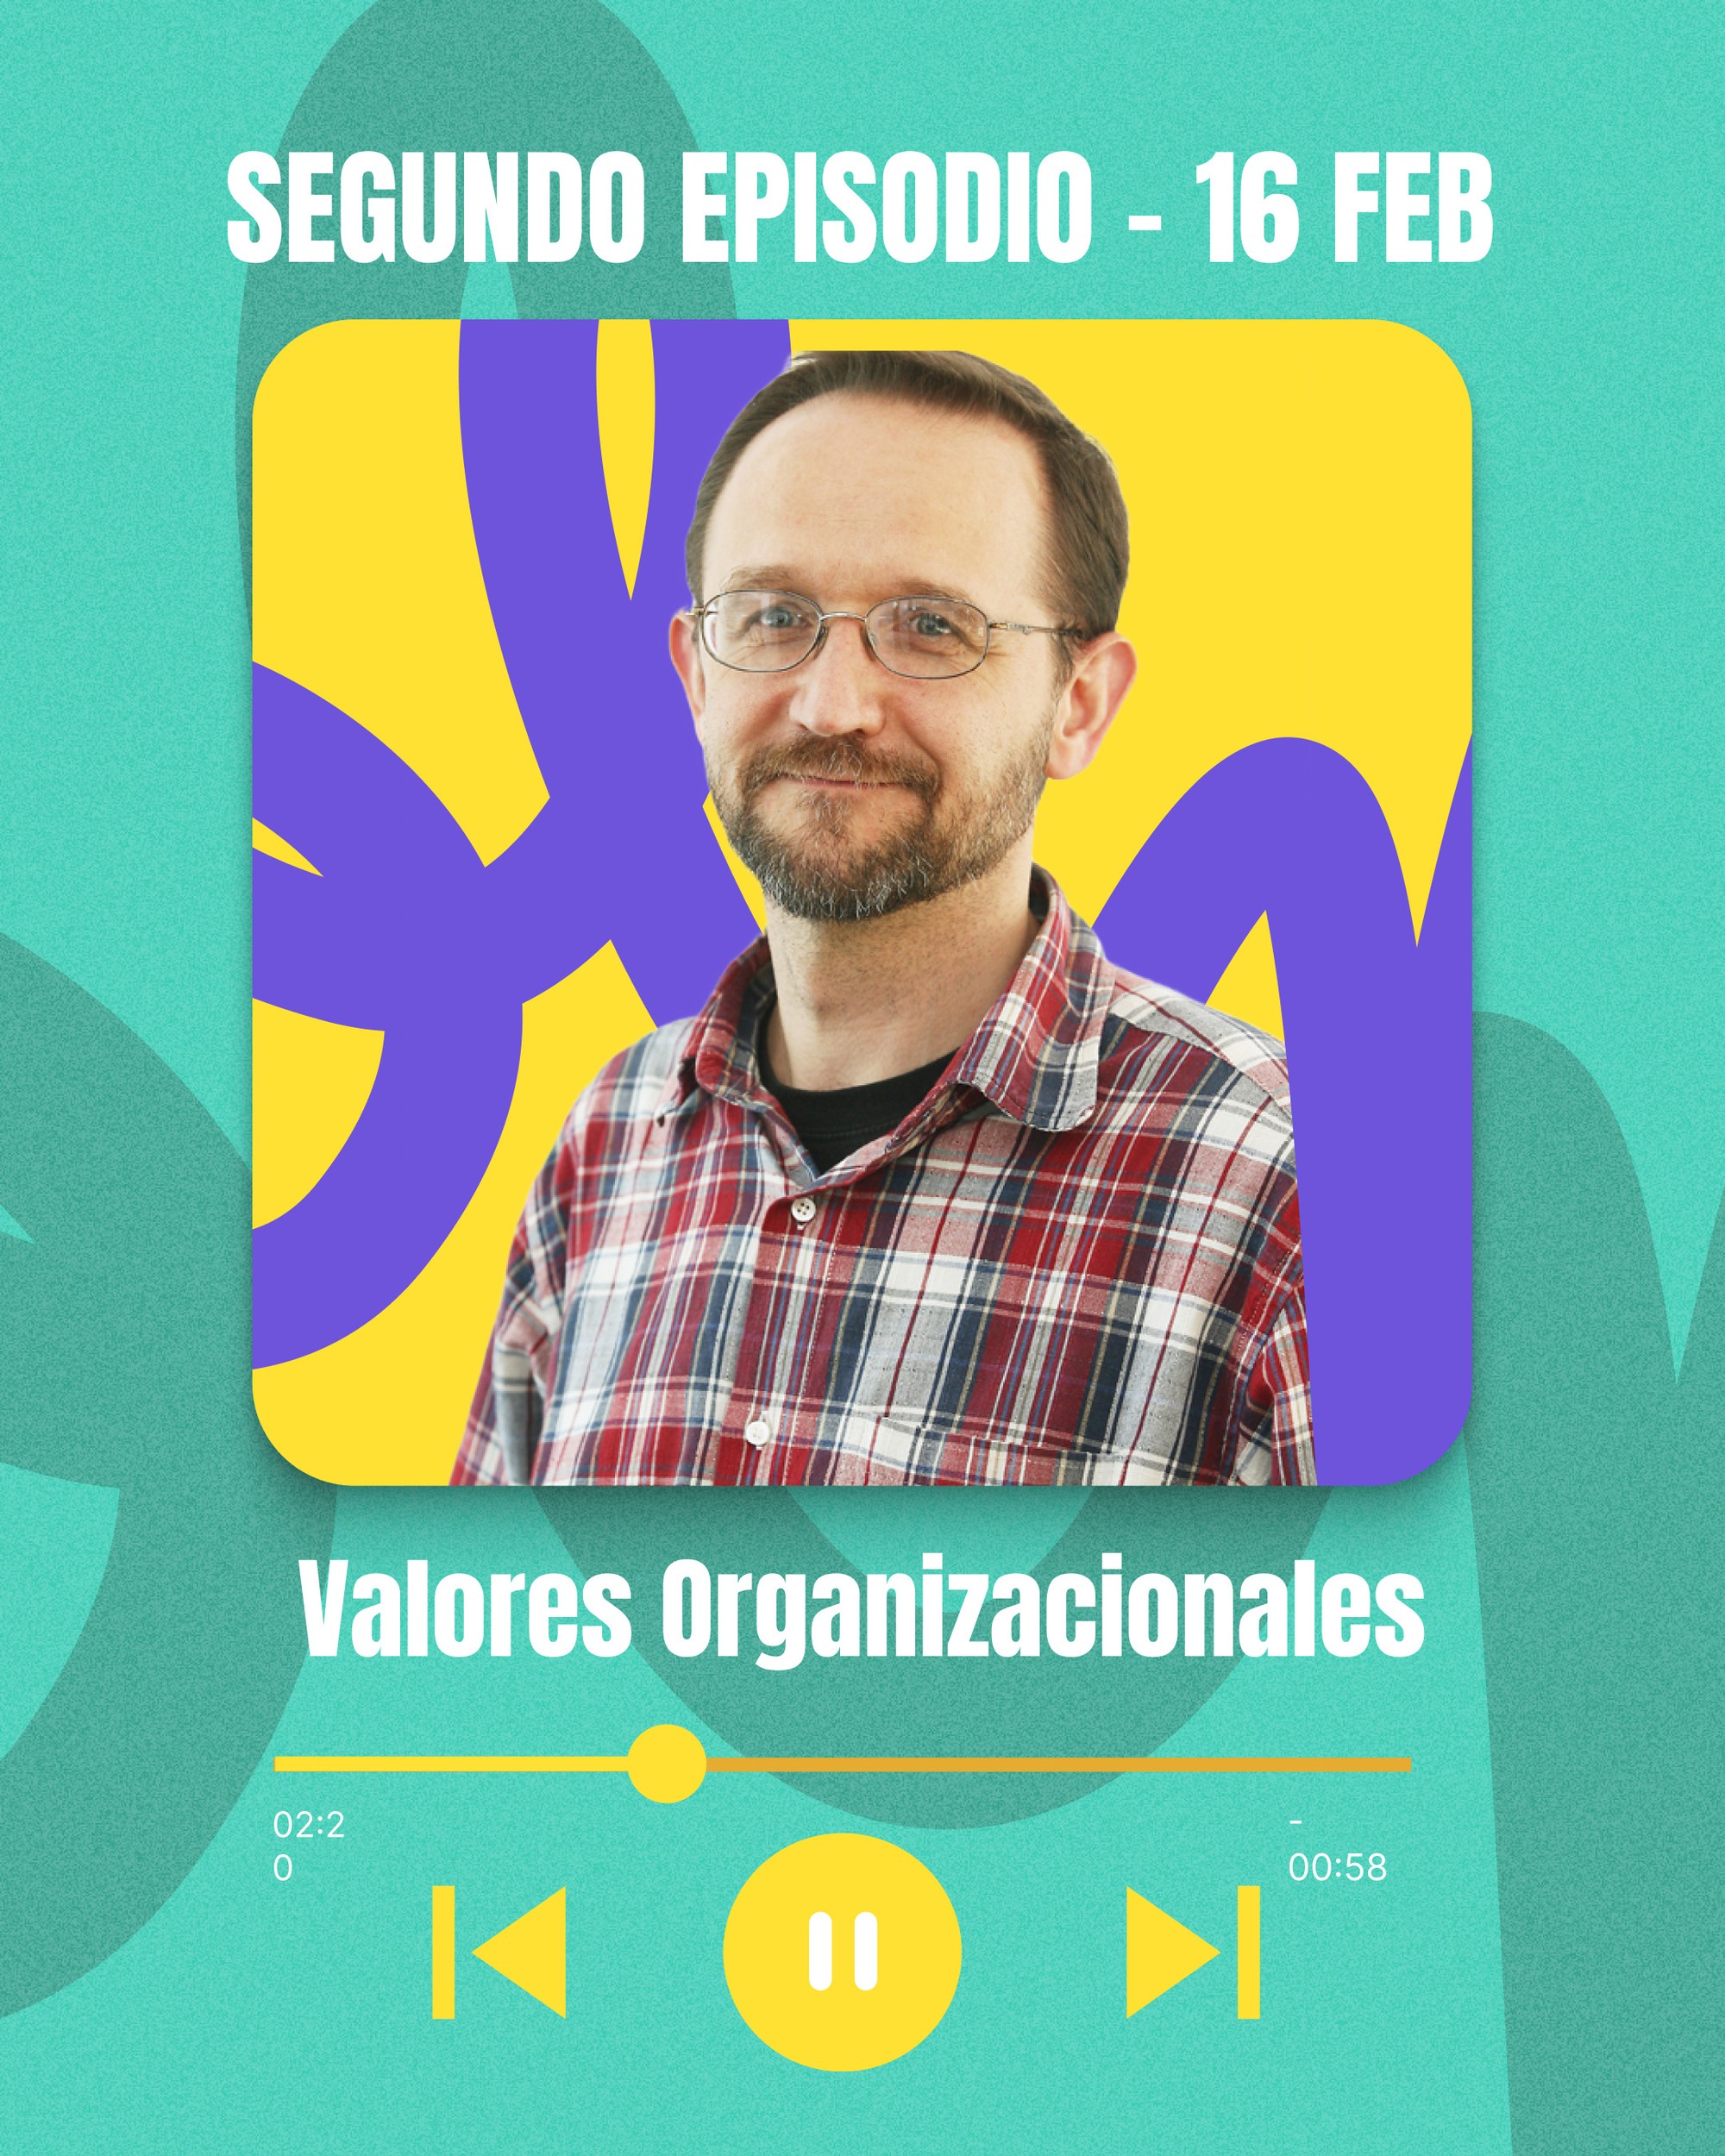 SEGUNDO EPISODIO - 16 FEB
Valores Organizacionales
02:2
0
-
00:58